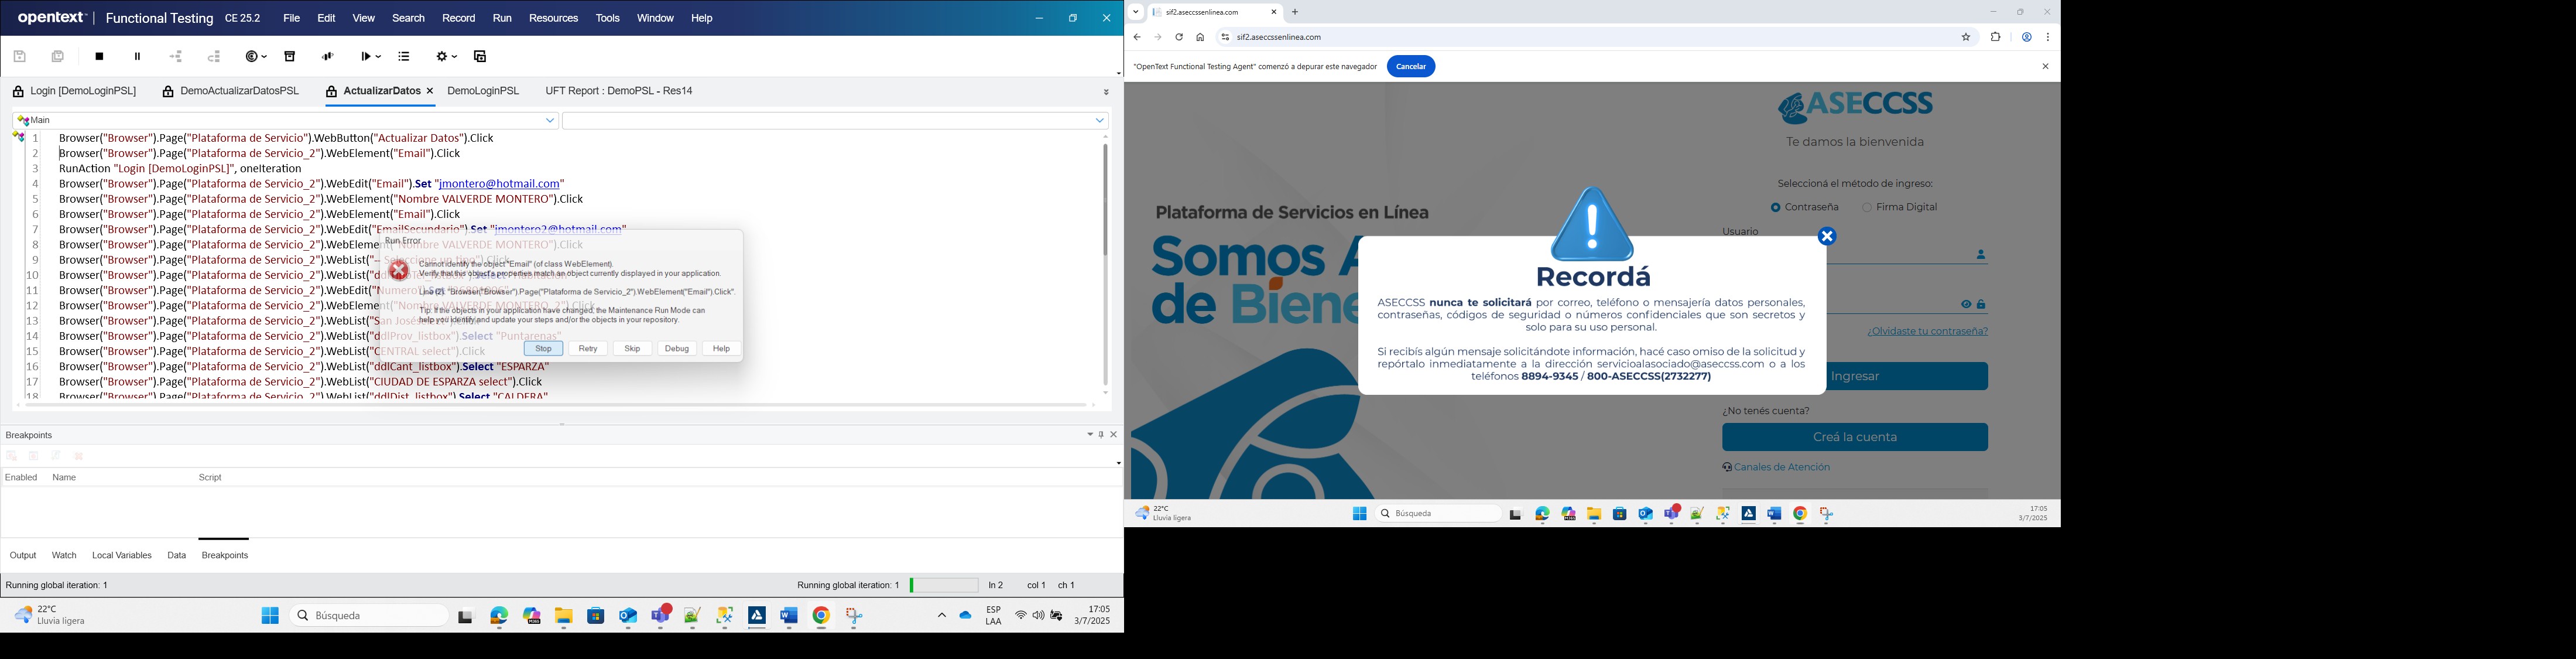 opentext™ | Functional Testing CE 25.2 File Edit View Search Record Run Resources Tools Window Help
Login [DemoLoginPSL] DemoActualizarDatosPSL ActualizarDatos × DemoLoginPSL UFT Report : DemoPSL - Res14
Main
1 Browser("Browser").Page("Plataforma de Servicio").WebButton("Actualizar Datos").Click
2 Browser("Browser").Page("Plataforma de Servicio_2").WebElement("Email").Click
3 RunAction "Login [DemoLoginPSL]", oneIteration
4 Browser("Browser").Page("Plataforma de Servicio_2").WebEdit("Email").Set "jmontero@hotmail.com"
5 Browser("Browser").Page("Plataforma de Servicio_2").WebElement("Nombre VALVERDE MONTERO").Click
6 Browser("Browser").Page("Plataforma de Servicio_2").WebElement("Email").Click
7 Browser("Browser").Page("Plataforma de Servicio_2").WebEdit("EmailSecundario").Set "jmontero2@hotmail.com"
8 Browser("Browser").Page("Plataforma de Servicio_2").WebElement("Nombre VALVERDE MONTERO").Click
9 Browser("Browser").Page("Plataforma de Servicio_2").WebList("-- Seleccione un tipo").Click
10 Browser("Browser").Page("Plataforma de Servicio_2").WebList("
11 Browser("Browser").Page("Plataforma de Servicio_2").WebEdit("Numero").Set
12 Browser("Browser").Page("Plataforma de Servicio_2").WebElement("Nombre VALVERDE MONTERO_2").Click
13 Browser("Browser").Page("Plataforma de Servicio_2").WebList("San José
14 Browser("Browser").Page("Plataforma de Servicio_2").WebList("ddlProv_listbox").Select "Puntarenas"
15 Browser("Browser").Page("Plataforma de Servicio_2").WebList("CENTRAL select").Click
16 Browser("Browser").Page("Plataforma de Servicio_2").WebList("ddlCant_listbox").Select "ESPARZA"
17 Browser("Browser").Page("Plataforma de Servicio_2").WebList("CIUDAD DE ESPARZA select").Click
18 Browser("Browser").Page("Plataforma de Servicio_2").WebList("ddlDist_listbox").Select "CALDERA"
Run Error
Cannot identify the object "Email" (of class WebElement).
Verify that this object's properties match an object currently displayed in your application.
Line (2): "Browser("Browser").Page("Plataforma de Servicio_2").WebElement("Email").Click".
Tip: If the objects in your application have changed, the Maintenance Run Mode can
help you identify and update your steps and/or the objects in your repository.
Stop Retry Skip Debug Help
Breakpoints
Enabled Name Script
Output Watch Local Variables Data Breakpoints
Running global iteration: 1 Running global iteration: 1 ln 2 col 1 ch 1
22°C
Lluvia ligera
Búsqueda
ESP
LAA
17:05
3/7/2025
sif2.aseccssenlinea.com
sif2.aseccssenlinea.com
"OpenText Functional Testing Agent" comenzó a depurar este navegador Cancelar
ASECCSS
Te damos la bienvenida
Seleccioná el método de ingreso:
Contraseña Firma Digital
Usuario
Plataforma de Servicios en Línea
Somos A
de Biene
¿Olvidaste tu contraseña?
Ingresar
¿No tenés cuenta?
Creá la cuenta
Canales de Atención
Recordá
ASECCSS nunca te solicitará por correo, teléfono o mensajería datos personales,
contraseñas, códigos de seguridad o números confidenciales que son secretos y
solo para su uso personal.
Si recibís algún mensaje solicitándote información, hacé caso omiso de la solicitud y
repórtalo inmediatamente a la dirección servicioalasociado@aseccss.com o a los
teléfonos 8894-9345 / 800-ASECCSS(2732277)
22°C
Lluvia ligera
Búsqueda
17:05
3/7/2025